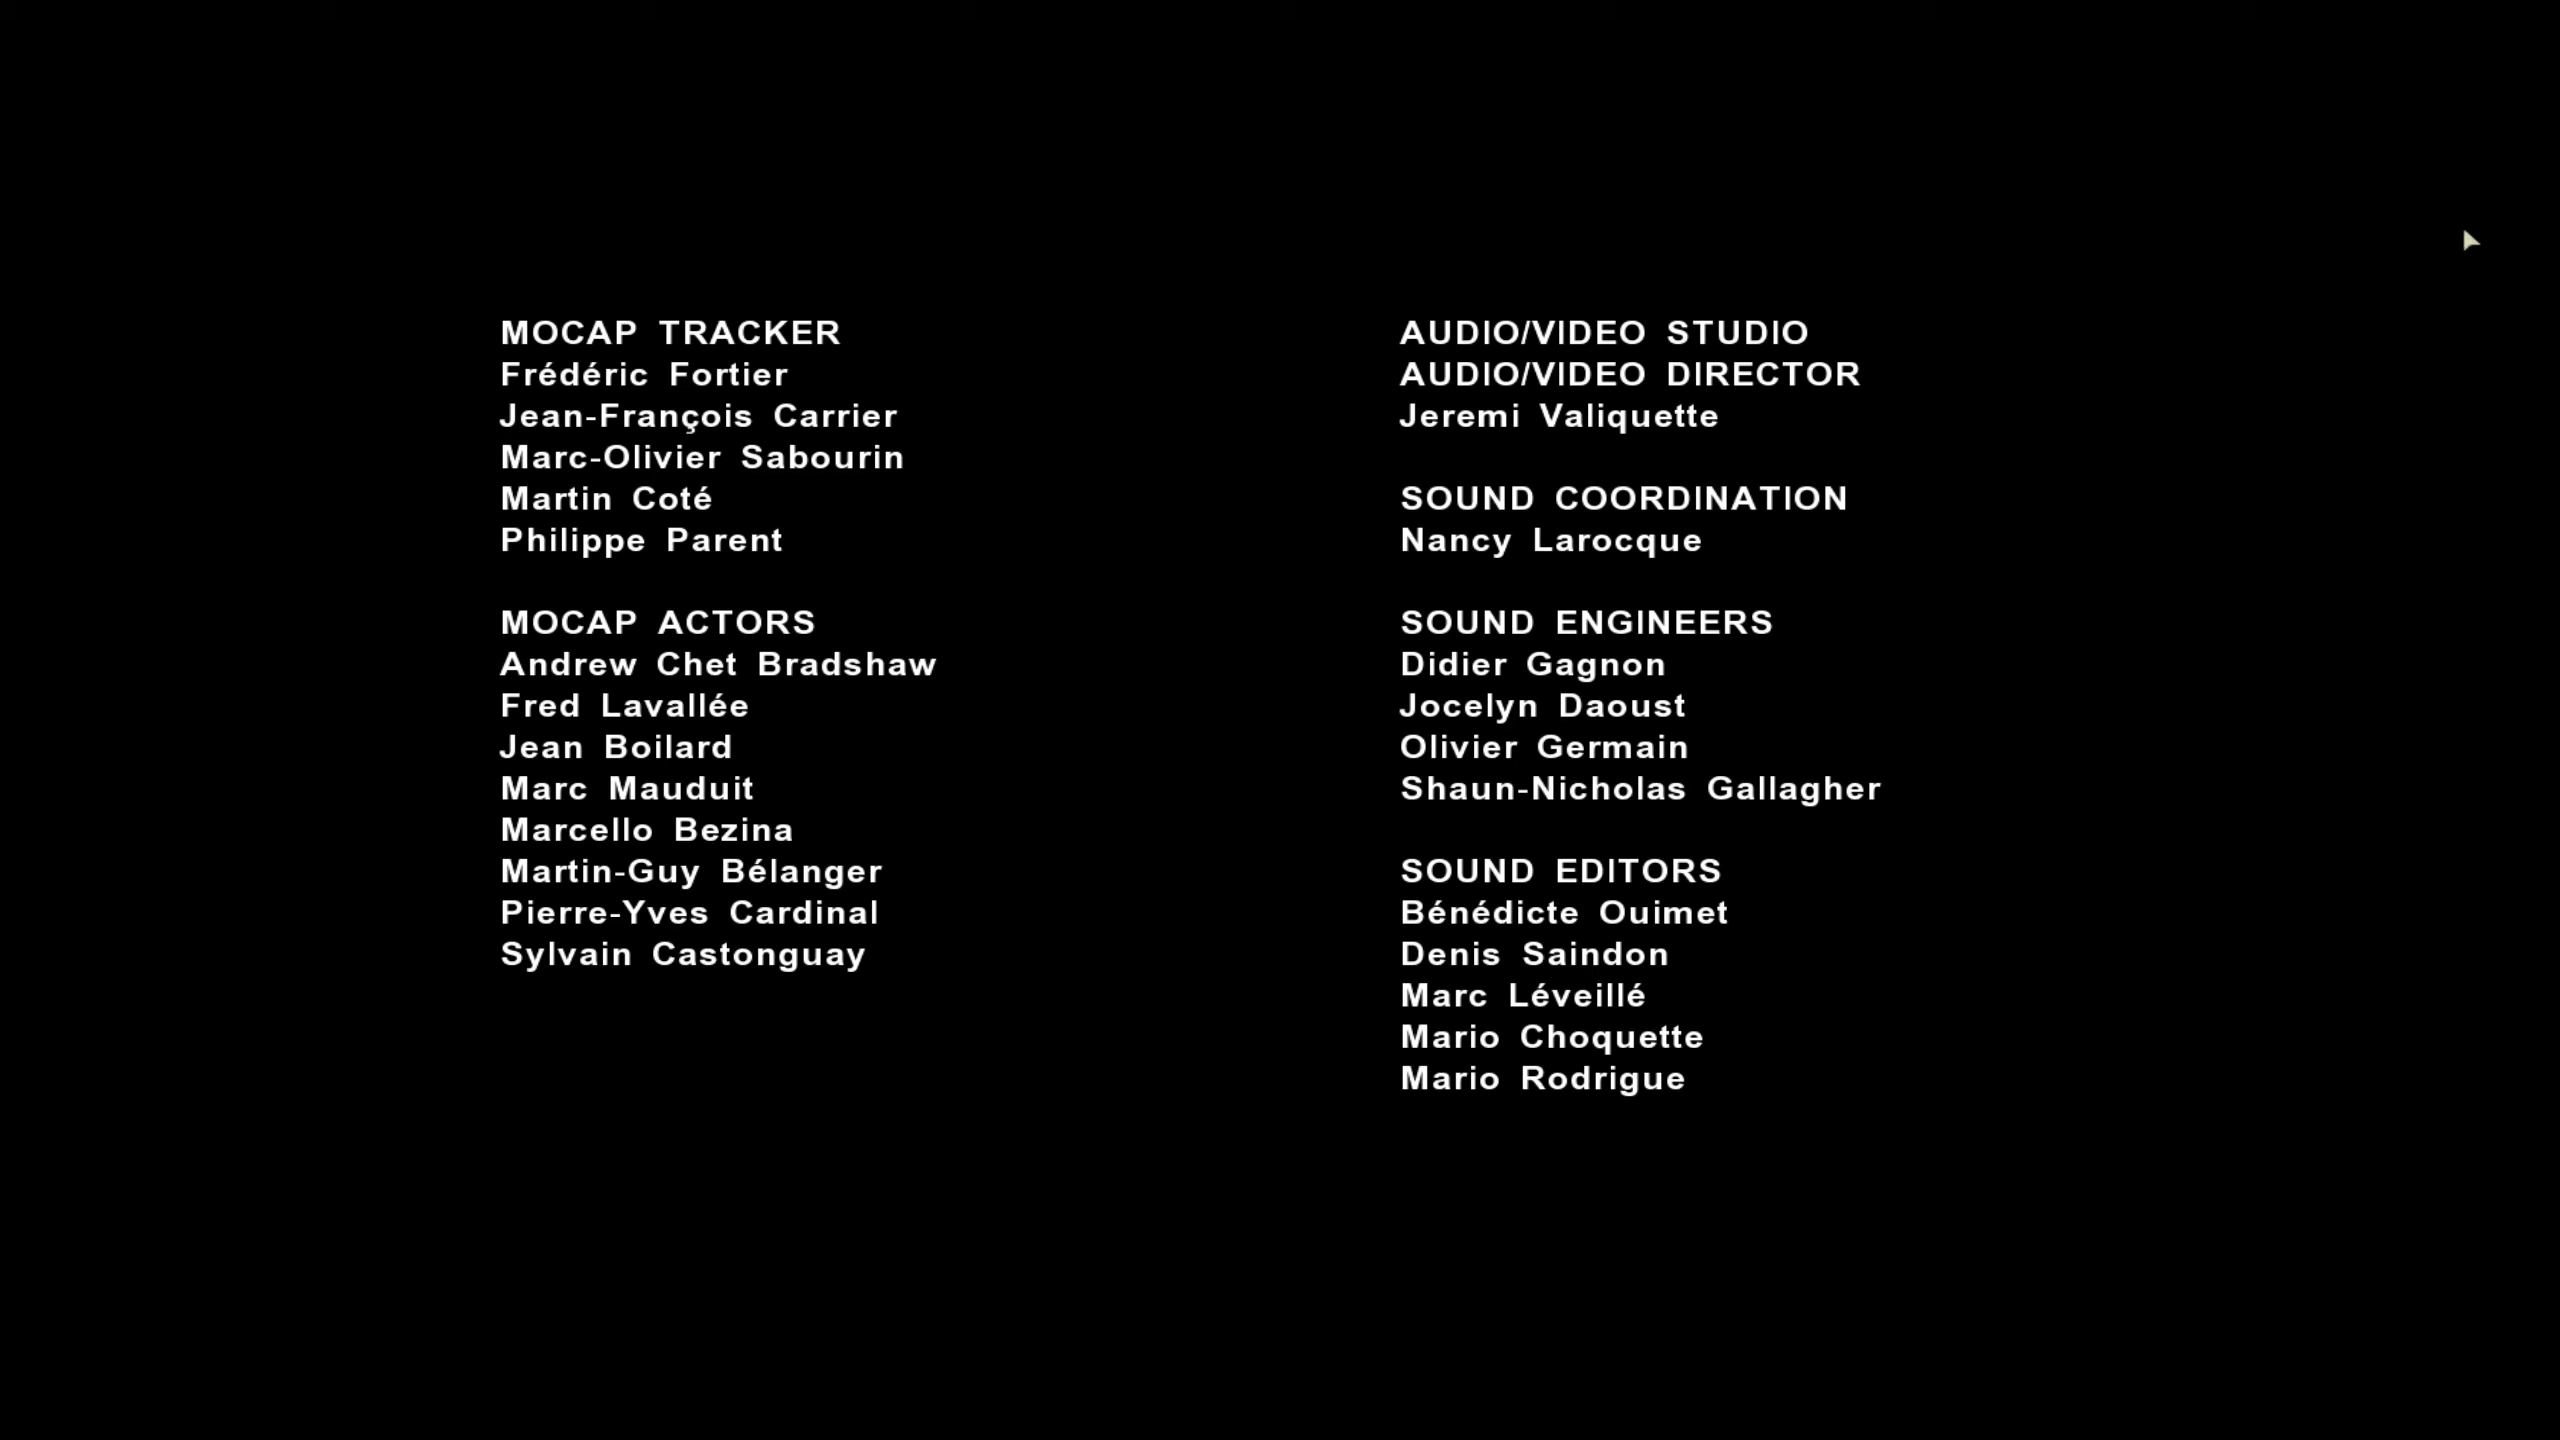 MOCAP TRACKER
Frédéric Fortier
Jean-François Carrier
Marc-Olivier Sabourin
Martin Coté
Philippe Parent
MOCAP ACTORS
Andrew Chet Bradshaw
Fred Lavallée
Jean Boilard
Marc Mauduit
Marcello Bezina
Martin-Guy Bélanger
Pierre-Yves Cardinal
Sylvain Castonguay
AUDIO/VIDEO STUDIO
AUDIO/VIDEO DIRECTOR
Jeremi Valiquette
SOUND COORDINATION
Nancy Larocque
SOUND ENGINEERS
Didier Gagnon
Jocelyn Daoust
Olivier Germain
Shaun-Nicholas Gallagher
SOUND EDITORS
Bénédicte Ouimet
Denis Saindon
Marc Léveillé
Mario Choquette
Mario Rodrigue